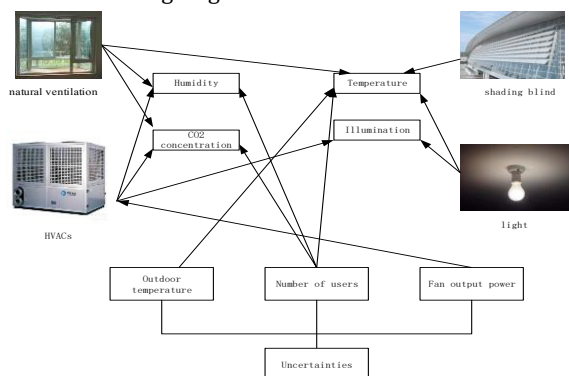 natural ventilation
Humidity
Temperature
shading blind
CO2
concentration
Illumination
HVACs
light
Outdoor
temperature
Number of users
Fan output power
Uncertainties